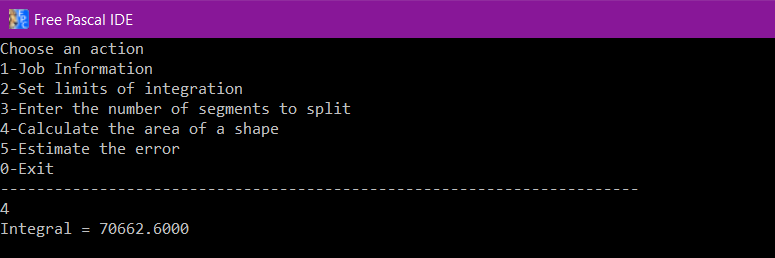 Free Pascal IDE
Choose an action
1-Job Information
2-Set limits of integration
3-Enter the number of segments to split
4-Calculate the area of a shape
5-Estimate the error
0-Exit
-----------------------------------------------------------------------
4
Integral = 70662.6000